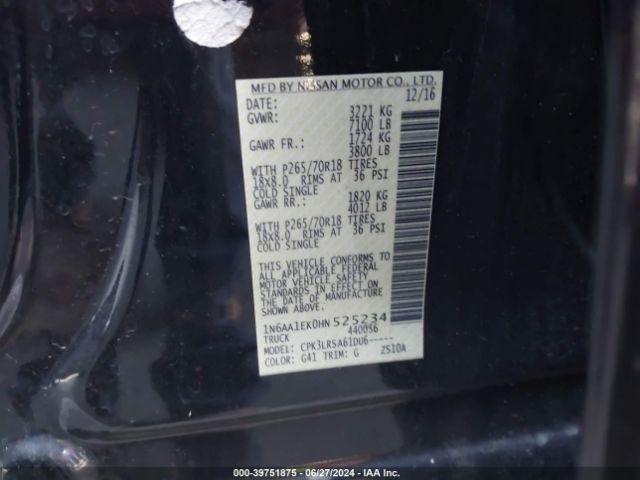 MFD BY NISSAN MOTOR CO., LTD.
DATE: 12/16
GVWR: 3221 KG
7100 LB
GAWR FR.: 1724 KG
3800 LB
WITH P265/70R18 TIRES
18x8.0 RIMS AT 36 PSI
COLD SINGLE
GAWR RR.: 1820 KG
4012 LB
WITH P265/70R18 TIRES
18x8.0 RIMS AT 36 PSI
COLD SINGLE
THIS VEHICLE CONFORMS TO
ALL APPLICABLE FEDERAL
MOTOR VEHICLE SAFETY
STANDARDS IN EFFECT ON
THE DATE OF MANUFACTURE
SHOWN ABOVE.
1N6AA1EK0HN525234
TRUCK 440056
MODEL: CPK3LRSA61DU6-----
COLOR: G41 TRIM: G ZS10A
000-39751875 - 06/27/2024 - IAA Inc.